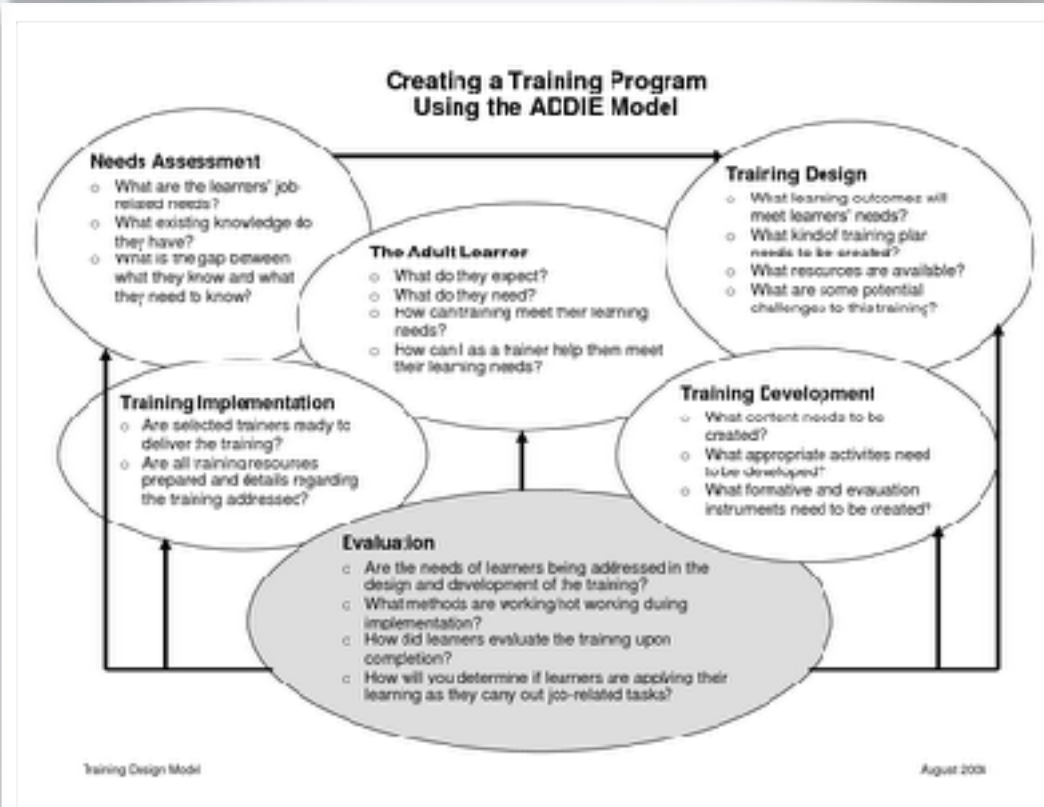 Creating a Training Program
Using the ADDIE Model
Needs Assessment
o What are the learners' job-
related needs?
o What existing knowledge do
they have?
o What is the gap between
what they know and what
they need to know?
Training Design
o What learning outcomes will
meet learners' needs?
o What kind of training plan
needs to be created?
o What resources are available?
o What are some potential
challenges to this training?
The Adult Learner
o What do they expect?
o What do they need?
o How can training meet their learning
needs?
o How can I as a trainer help them meet
their learning needs?
Training Implementation
o Are selected trainers ready to
deliver the training?
o Are all training resources
prepared and details regarding
the training addressed?
Training Development
o What content needs to be
created?
o What appropriate activities need
to be developed?
o What formative and evaluation
instruments need to be created?
Evaluation
o Are the needs of learners being addressed in the
design and development of the training?
o What methods are working/not working during
implementation?
o How did learners evaluate the training upon
completion?
o How will you determine if learners are applying their
learning as they carry out job-related tasks?
Training Design Model
August